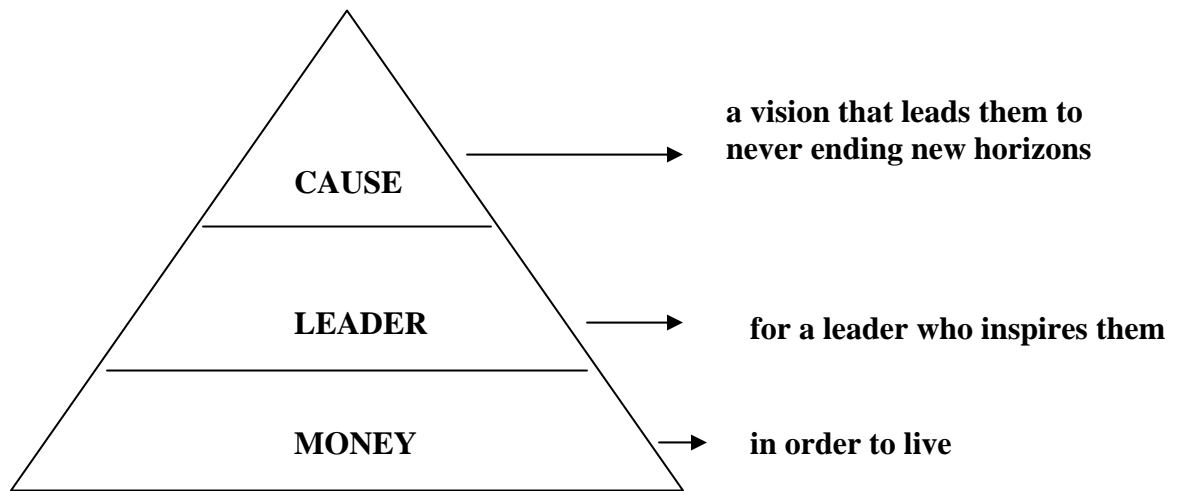 a vision that leads them to
never ending new horizons
CAUSE
LEADER
for a leader who inspires them
MONEY
in order to live